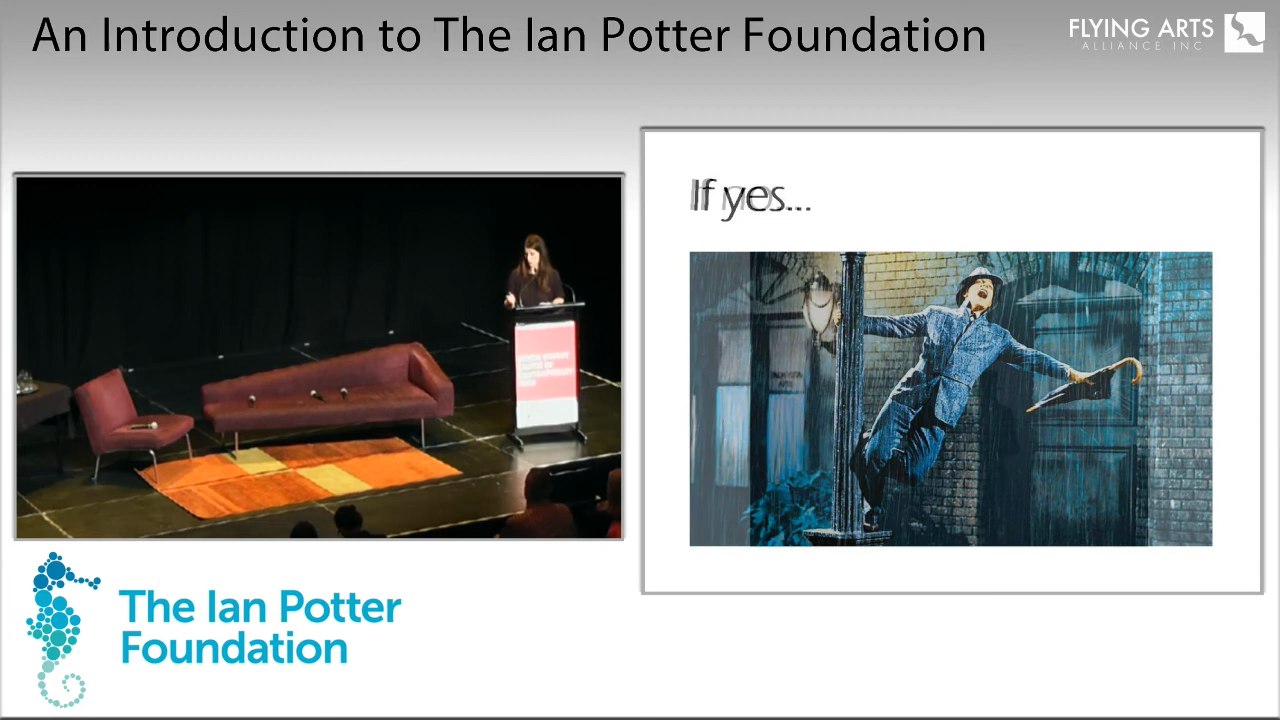 An Introduction to The Ian Potter Foundation
FLYING ARTS
ALLIANCE INC
If yes...
The Ian Potter
Foundation